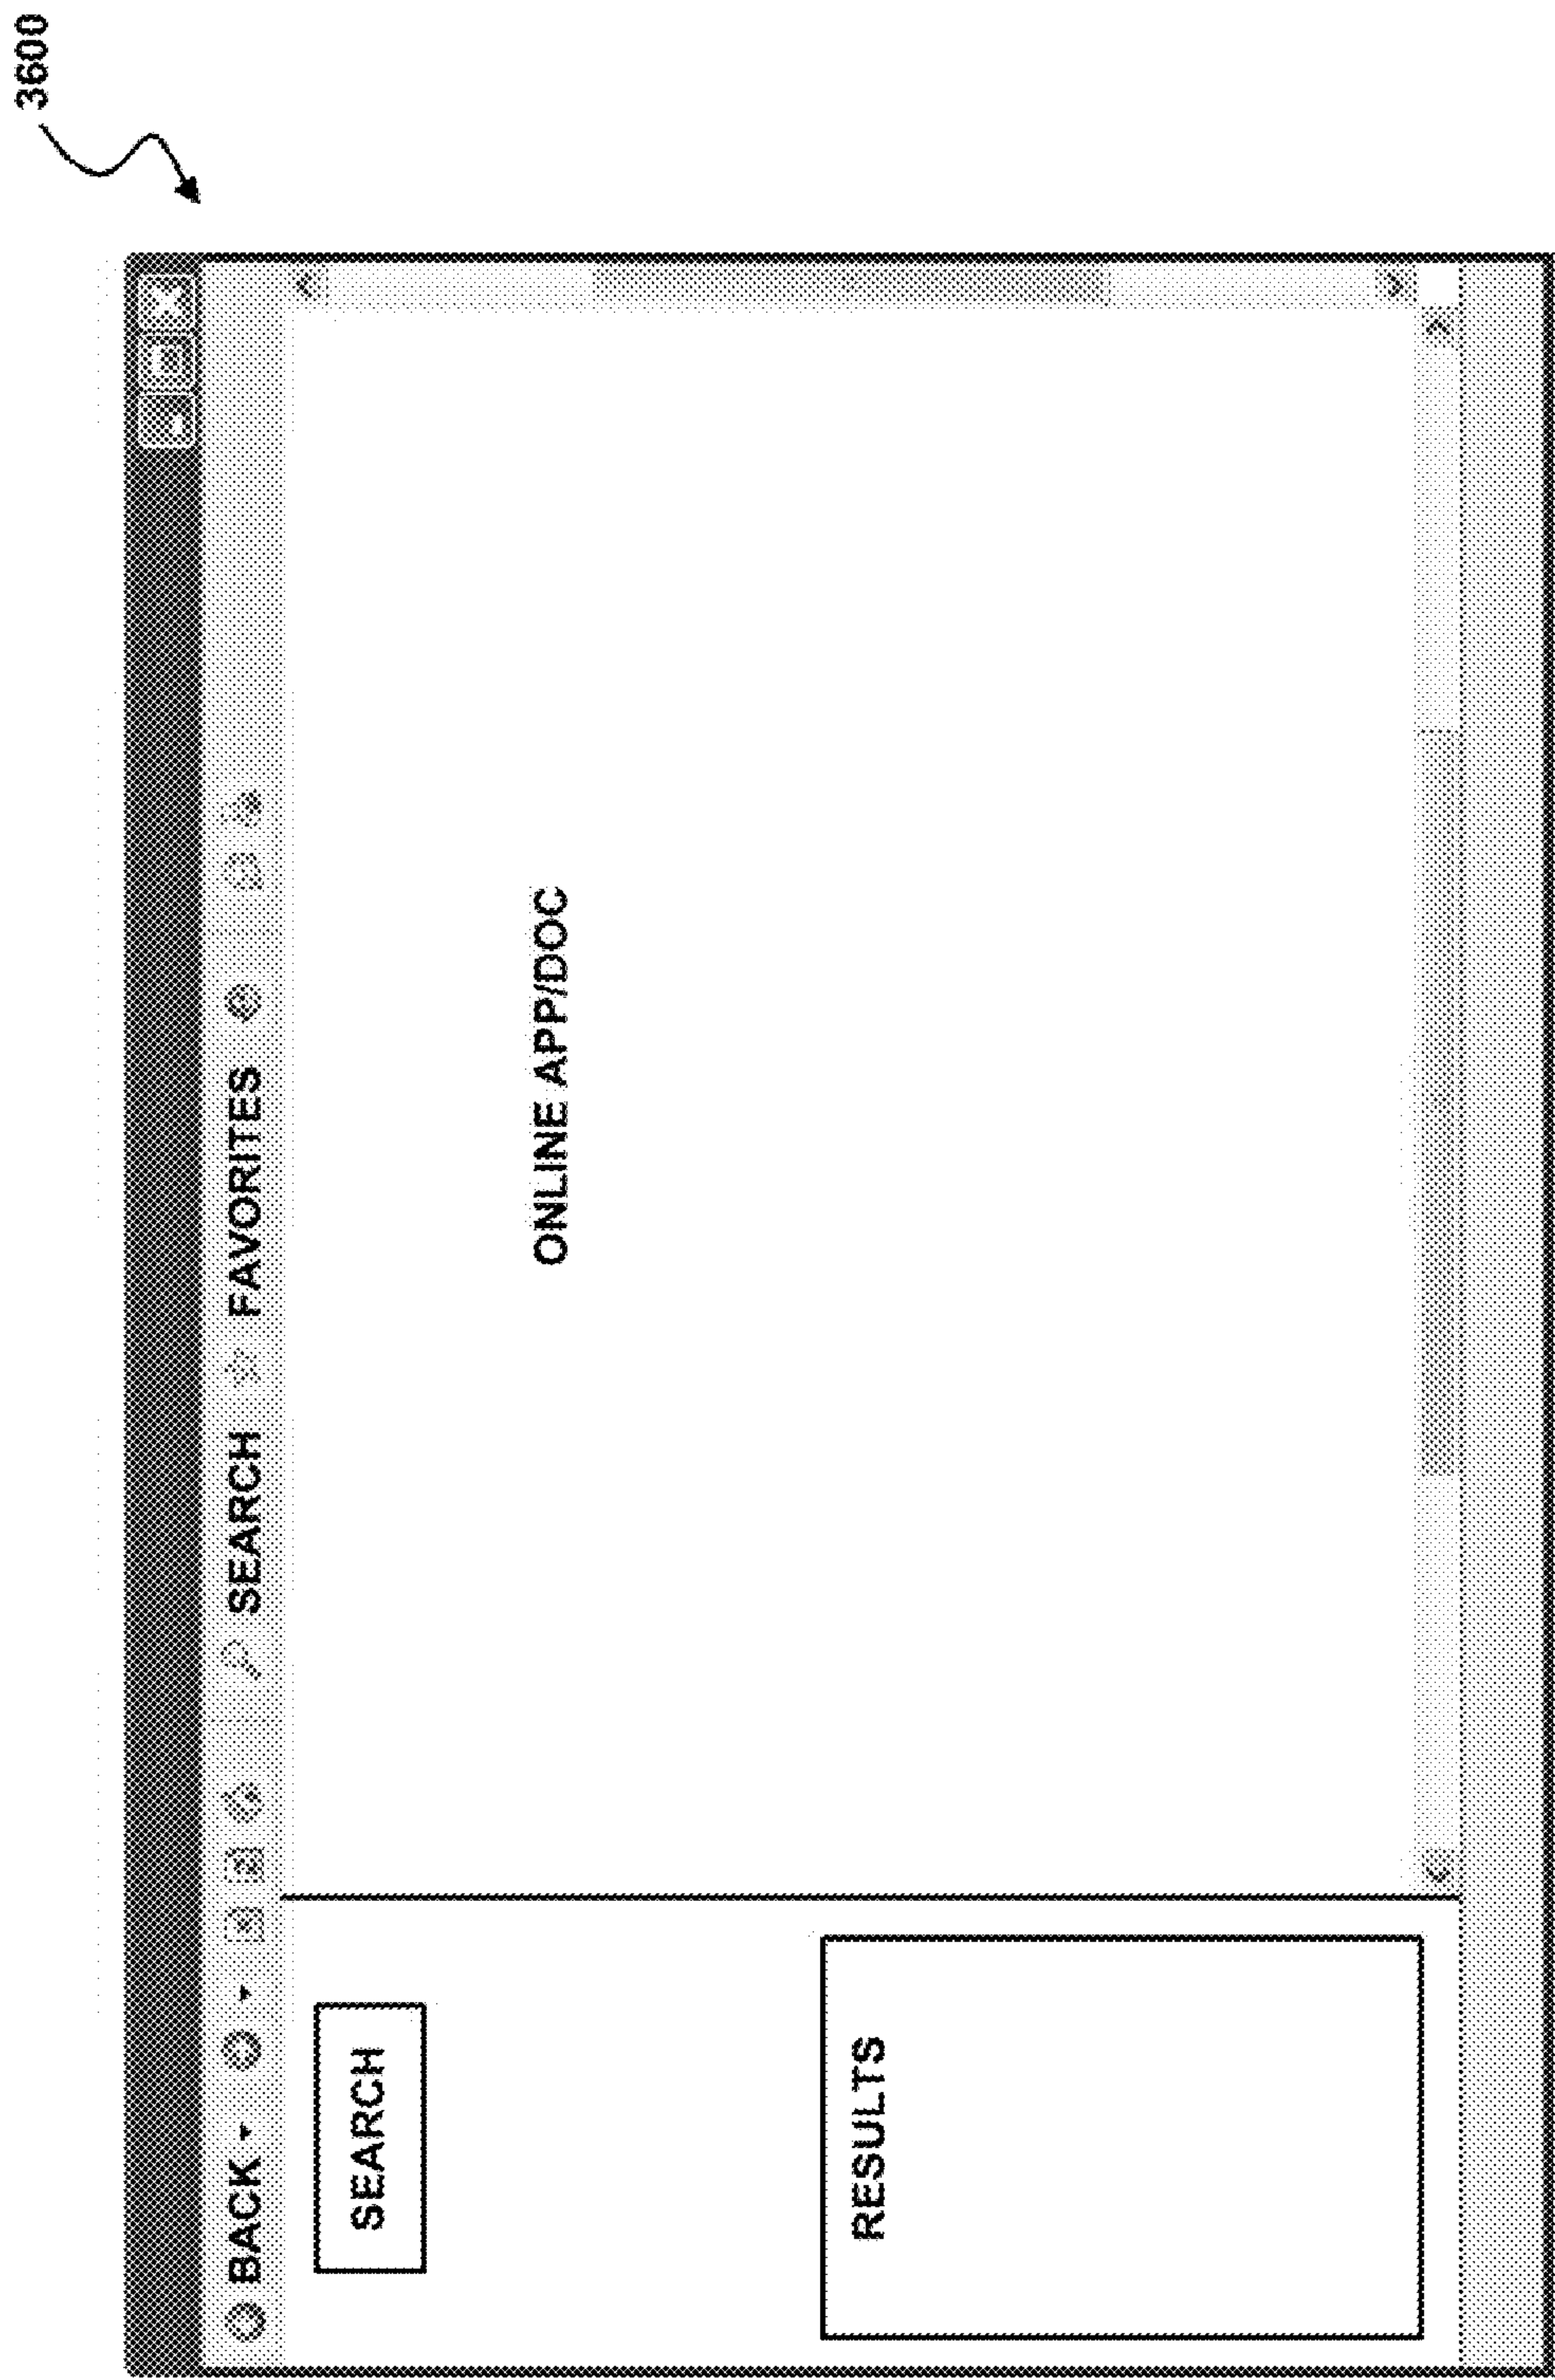 3600
BACK SEARCH FAVORITES
SEARCH
ONLINE APP/DOC
RESULTS